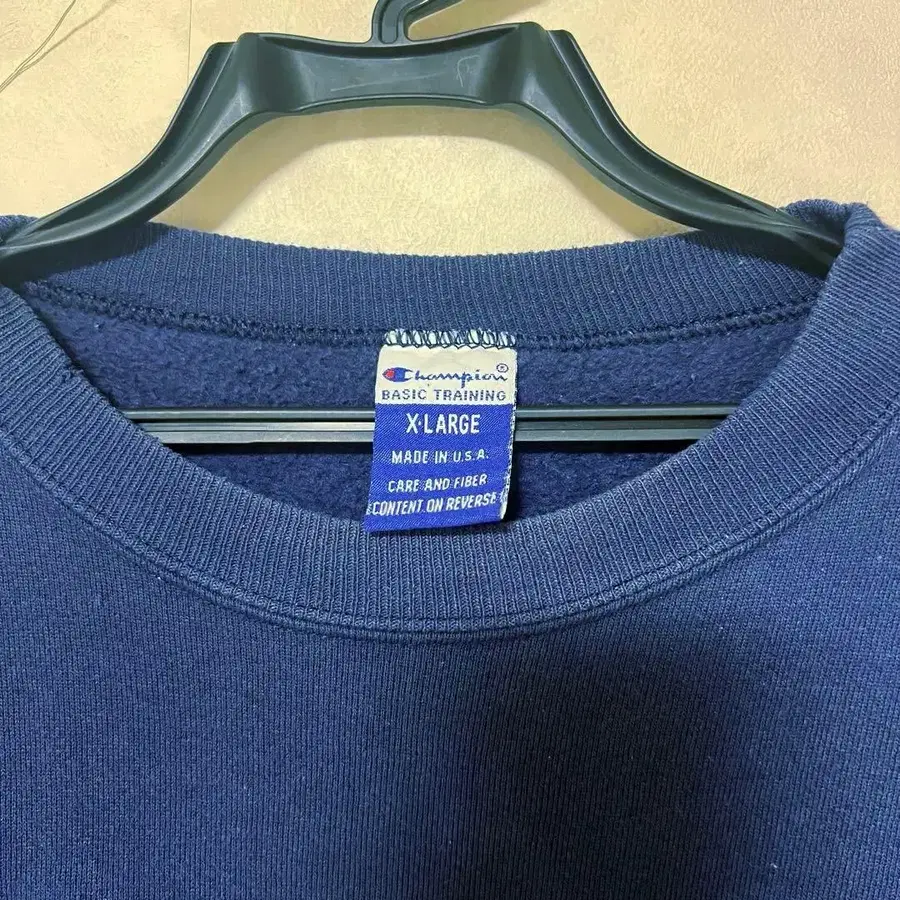 Champion®
BASIC TRAINING
X-LARGE
MADE IN U.S.A.
CARE AND FIBER
CONTENT ON REVERSE